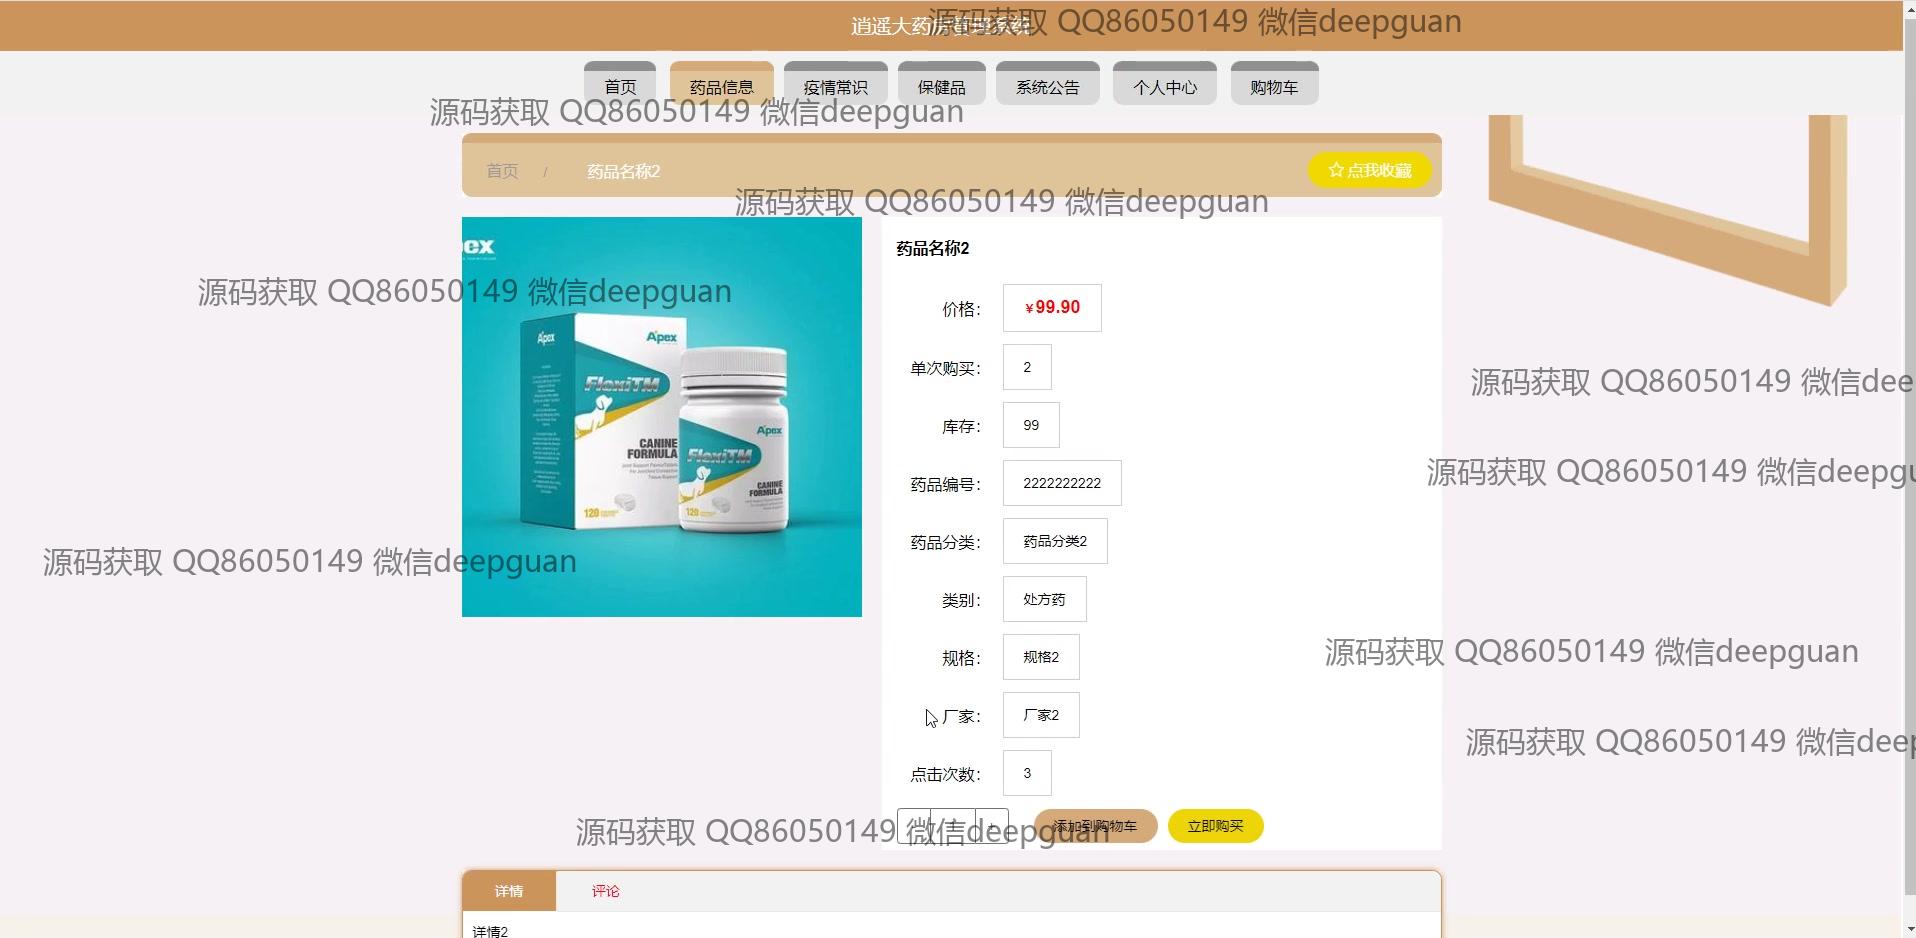 逍遥大药房管理系统
源码获取 QQ86050149 微信deepguan
首页 药品信息 疫情常识 保健品 系统公告 个人中心 购物车
源码获取 QQ86050149 微信deepguan
首页 / 药品名称2 点我收藏
源码获取 QQ86050149 微信deepguan
pex
药品名称2
源码获取 QQ86050149 微信deepguan
价格： ￥99.90
Apex
Apex
FlexiTM
CANINE
FORMULA
120
Apex
FlexiTM
CANINE
FORMULA
120
单次购买： 2
源码获取 QQ86050149 微信dee
库存： 99
源码获取 QQ86050149 微信deepgu
药品编号： 2222222222
药品分类： 药品分类2
源码获取 QQ86050149 微信deepguan
类别： 处方药
源码获取 QQ86050149 微信deepguan
规格： 规格2
厂家： 厂家2
源码获取 QQ86050149 微信deep
点击次数： 3
源码获取 QQ86050149 微信deepguan
添加到购物车 立即购买
详情 评论
详情2